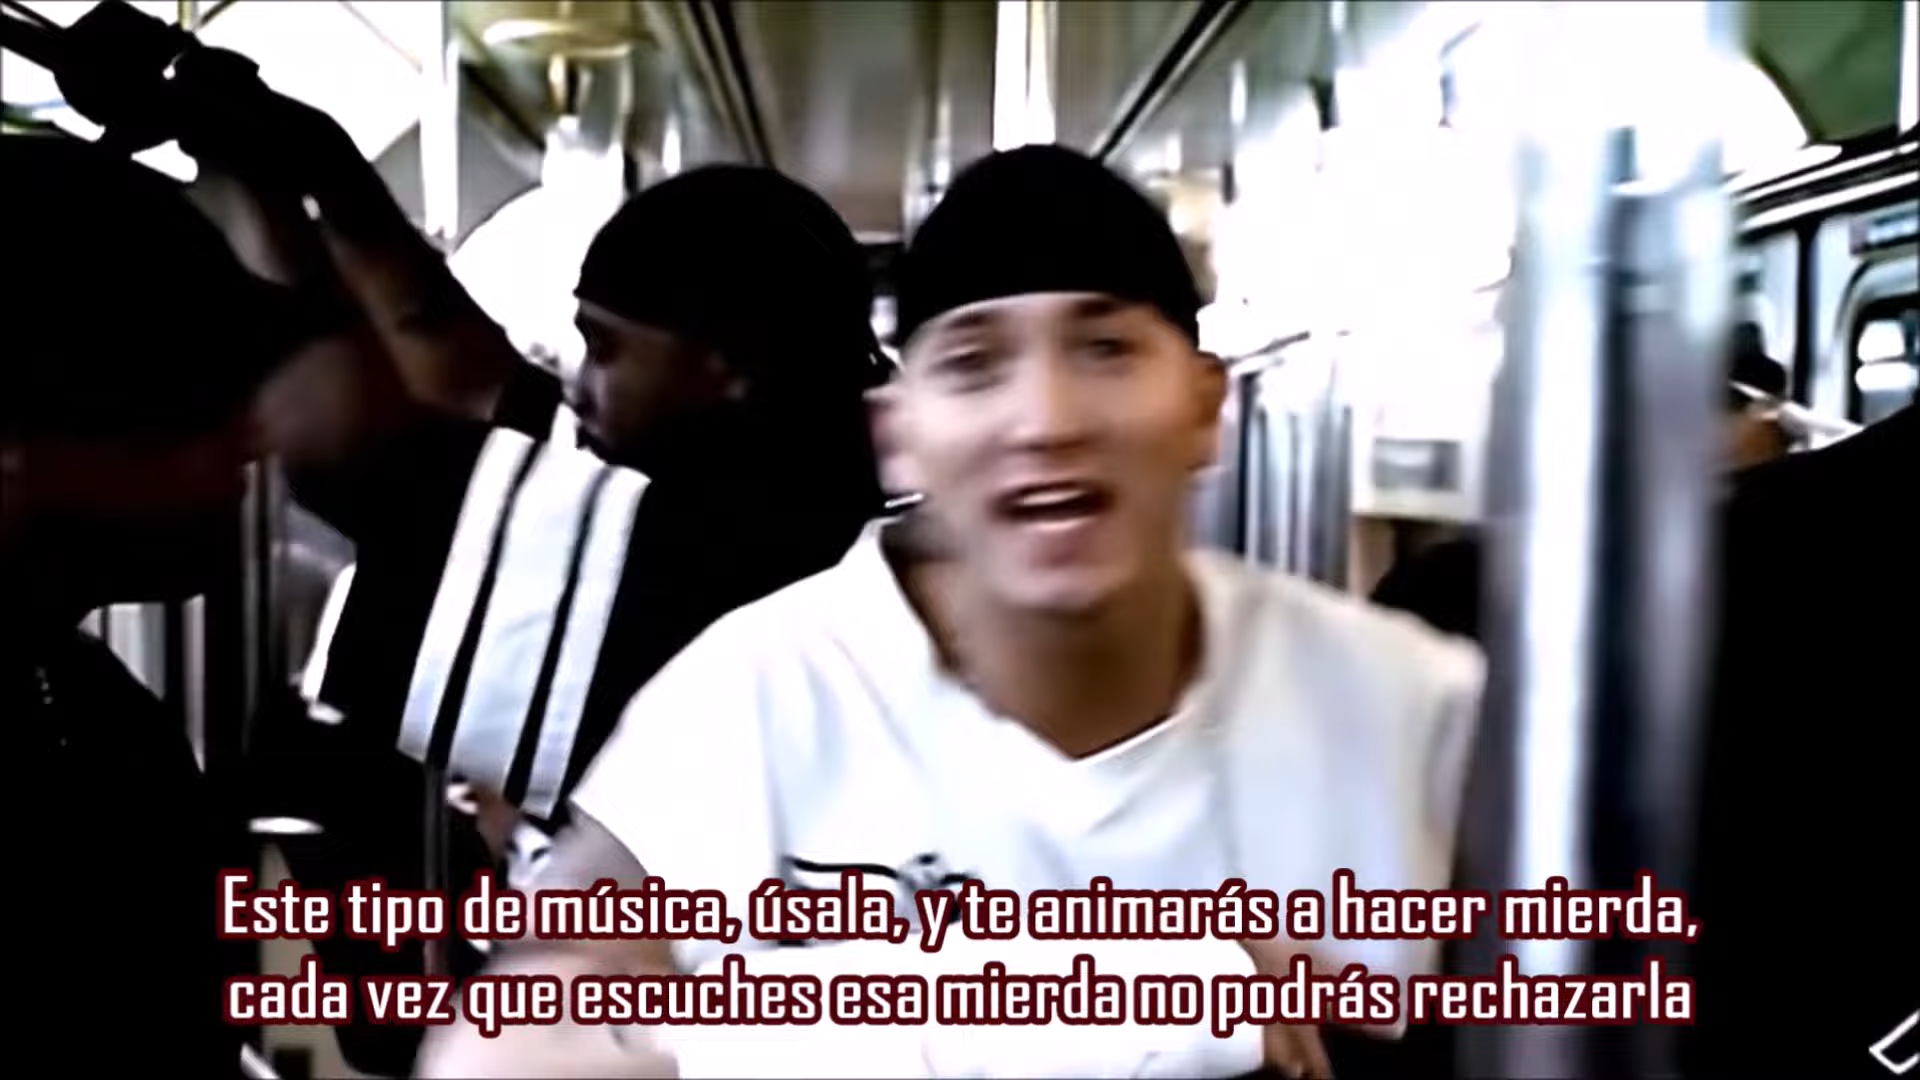 Este tipo de música, úsala, y te animarás a hacer mierda,
cada vez que escuches esa mierda no podrás rechazarla